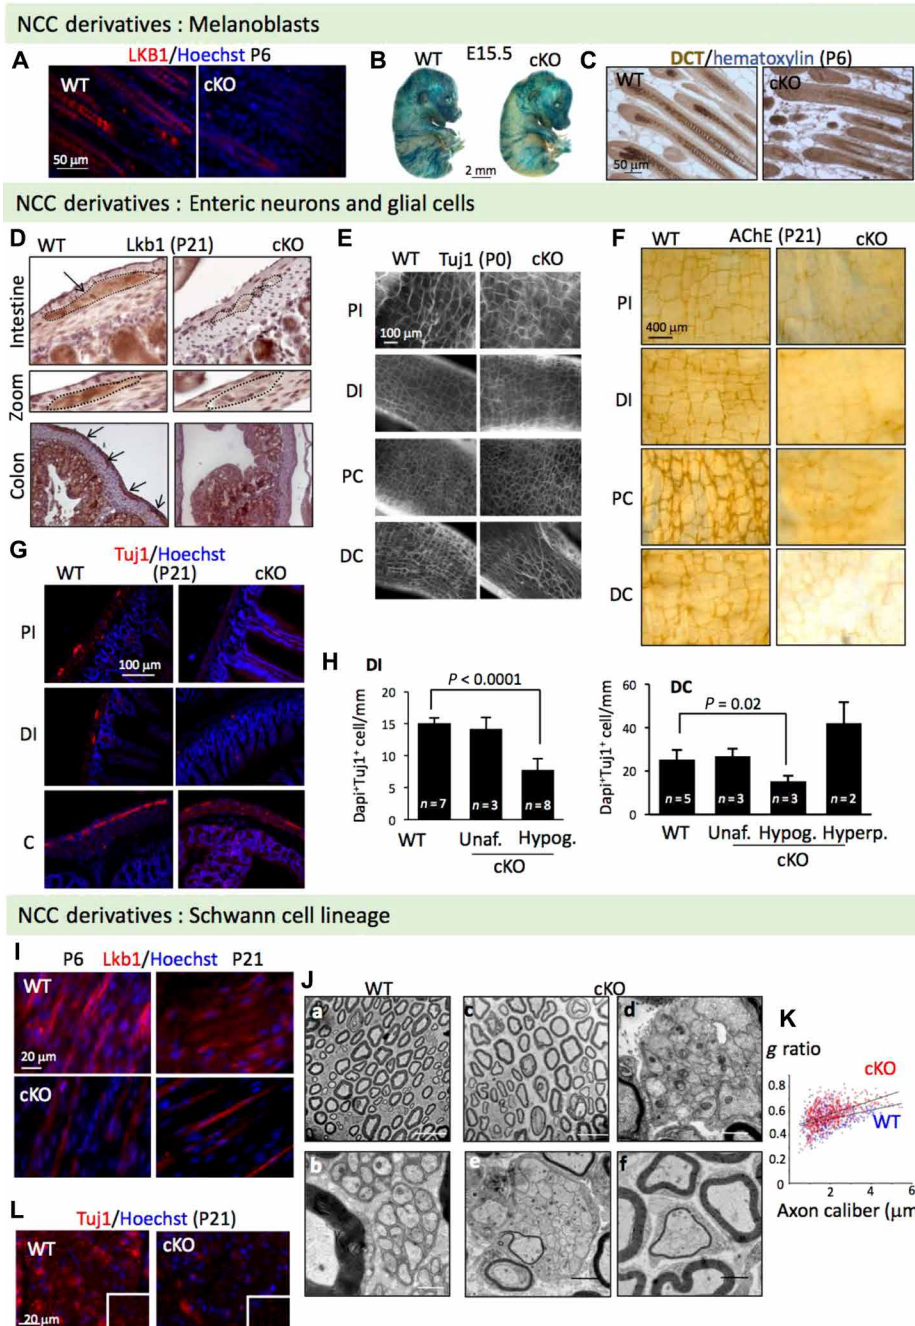 NCC derivatives : Melanoblasts
A
LKB1/Hoechst P6
WT
cKO
50 μm
B
WT
E15.5
cKO
2 mm
C
DCT/hematoxylin (P6)
WT
cKO
50 μm
NCC derivatives : Enteric neurons and glial cells
D
WT
Lkb1 (P21)
cKO
Intestine
Zoom
Colon
E
WT
Tuj1 (P0)
cKO
PI
100 μm
DI
PC
DC
F
WT
AChE (P21)
cKO
PI
400 μm
DI
PC
DC
G
Tuj1/Hoechst
WT
(P21)
cKO
PI
100 μm
DI
C
H
DI
P < 0.0001
Dapi+Tuj1+ cell/mm
20
15
10
5
0
n = 7
n = 3
n = 8
WT
Unaf.
Hypog.
cKO
DC
P = 0.02
Dapi+Tuj1+ cell/mm
60
40
20
0
n = 5
n = 3
n = 3
n = 2
WT
Unaf.
Hypog.
Hyperp.
cKO
NCC derivatives : Schwann cell lineage
I
P6
Lkb1/Hoechst
P21
WT
20 μm
cKO
J
WT
cKO
a
c
d
b
e
f
K
g ratio
cKO
WT
0.8
0.6
0.4
0.2
0
2
4
6
Axon caliber (μm
L
Tuj1/Hoechst (P21)
WT
cKO
20 μm